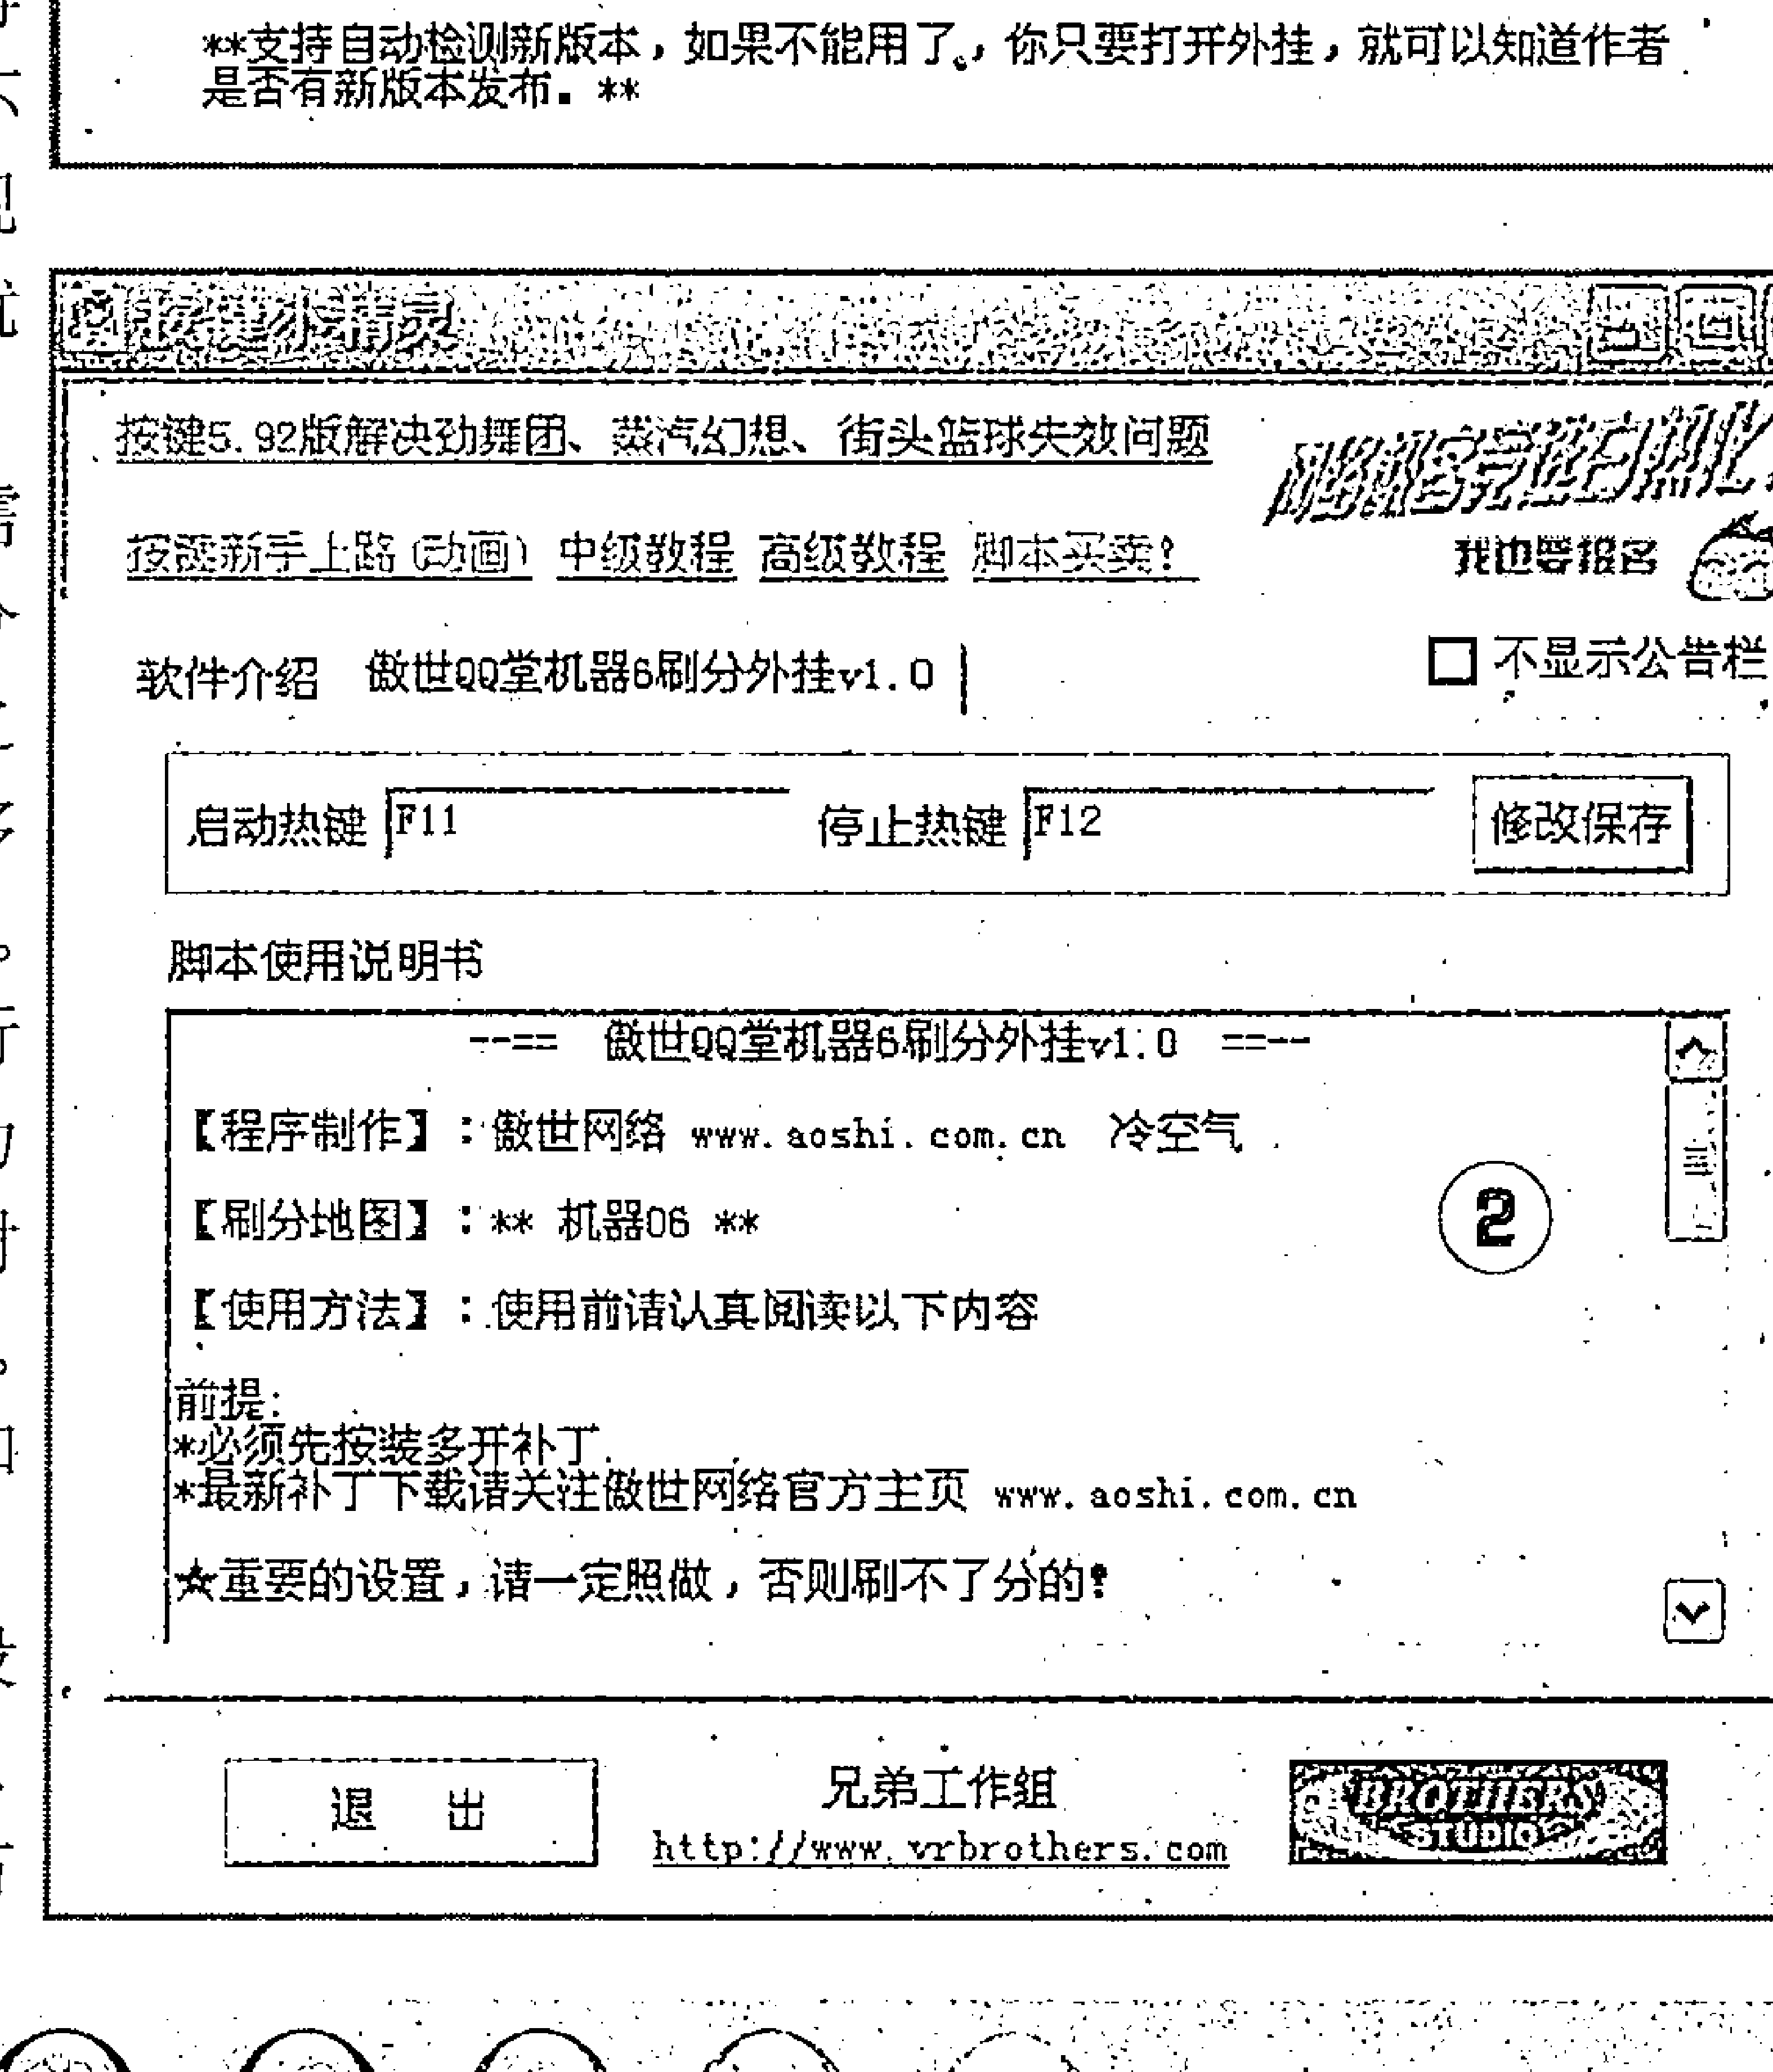 **支持自动检测新版本，如果不能用了，你只要打开外挂，就可以知道作者
是否有新版本发布。**
按键小精灵
按键5.92版解决劲舞团、蒸汽幻想、街头篮球失效问题
按键新手上路(动画) 中级教程 高级教程 脚本买卖!
我也要报名
软件介绍 傲世QQ堂机器6刷分外挂v1.0
不显示公告栏
启动热键 F11 停止热键 F12 修改保存
脚本使用说明书
--== 傲世QQ堂机器6刷分外挂v1.0 ==--
【程序制作】：傲世网络 www.aoshi.com.cn 冷空气
【刷分地图】：** 机器06 **
【使用方法】：使用前请认真阅读以下内容
2
前提:
*必须先按装多开补丁.
*最新补丁下载请关注傲世网络官方主页 www.aoshi.com.cn
★重要的设置，请一定照做，否则刷不了分的!
退 出
兄弟工作组
http://www.vrbrothers.com
BROTHERS
STUDIO